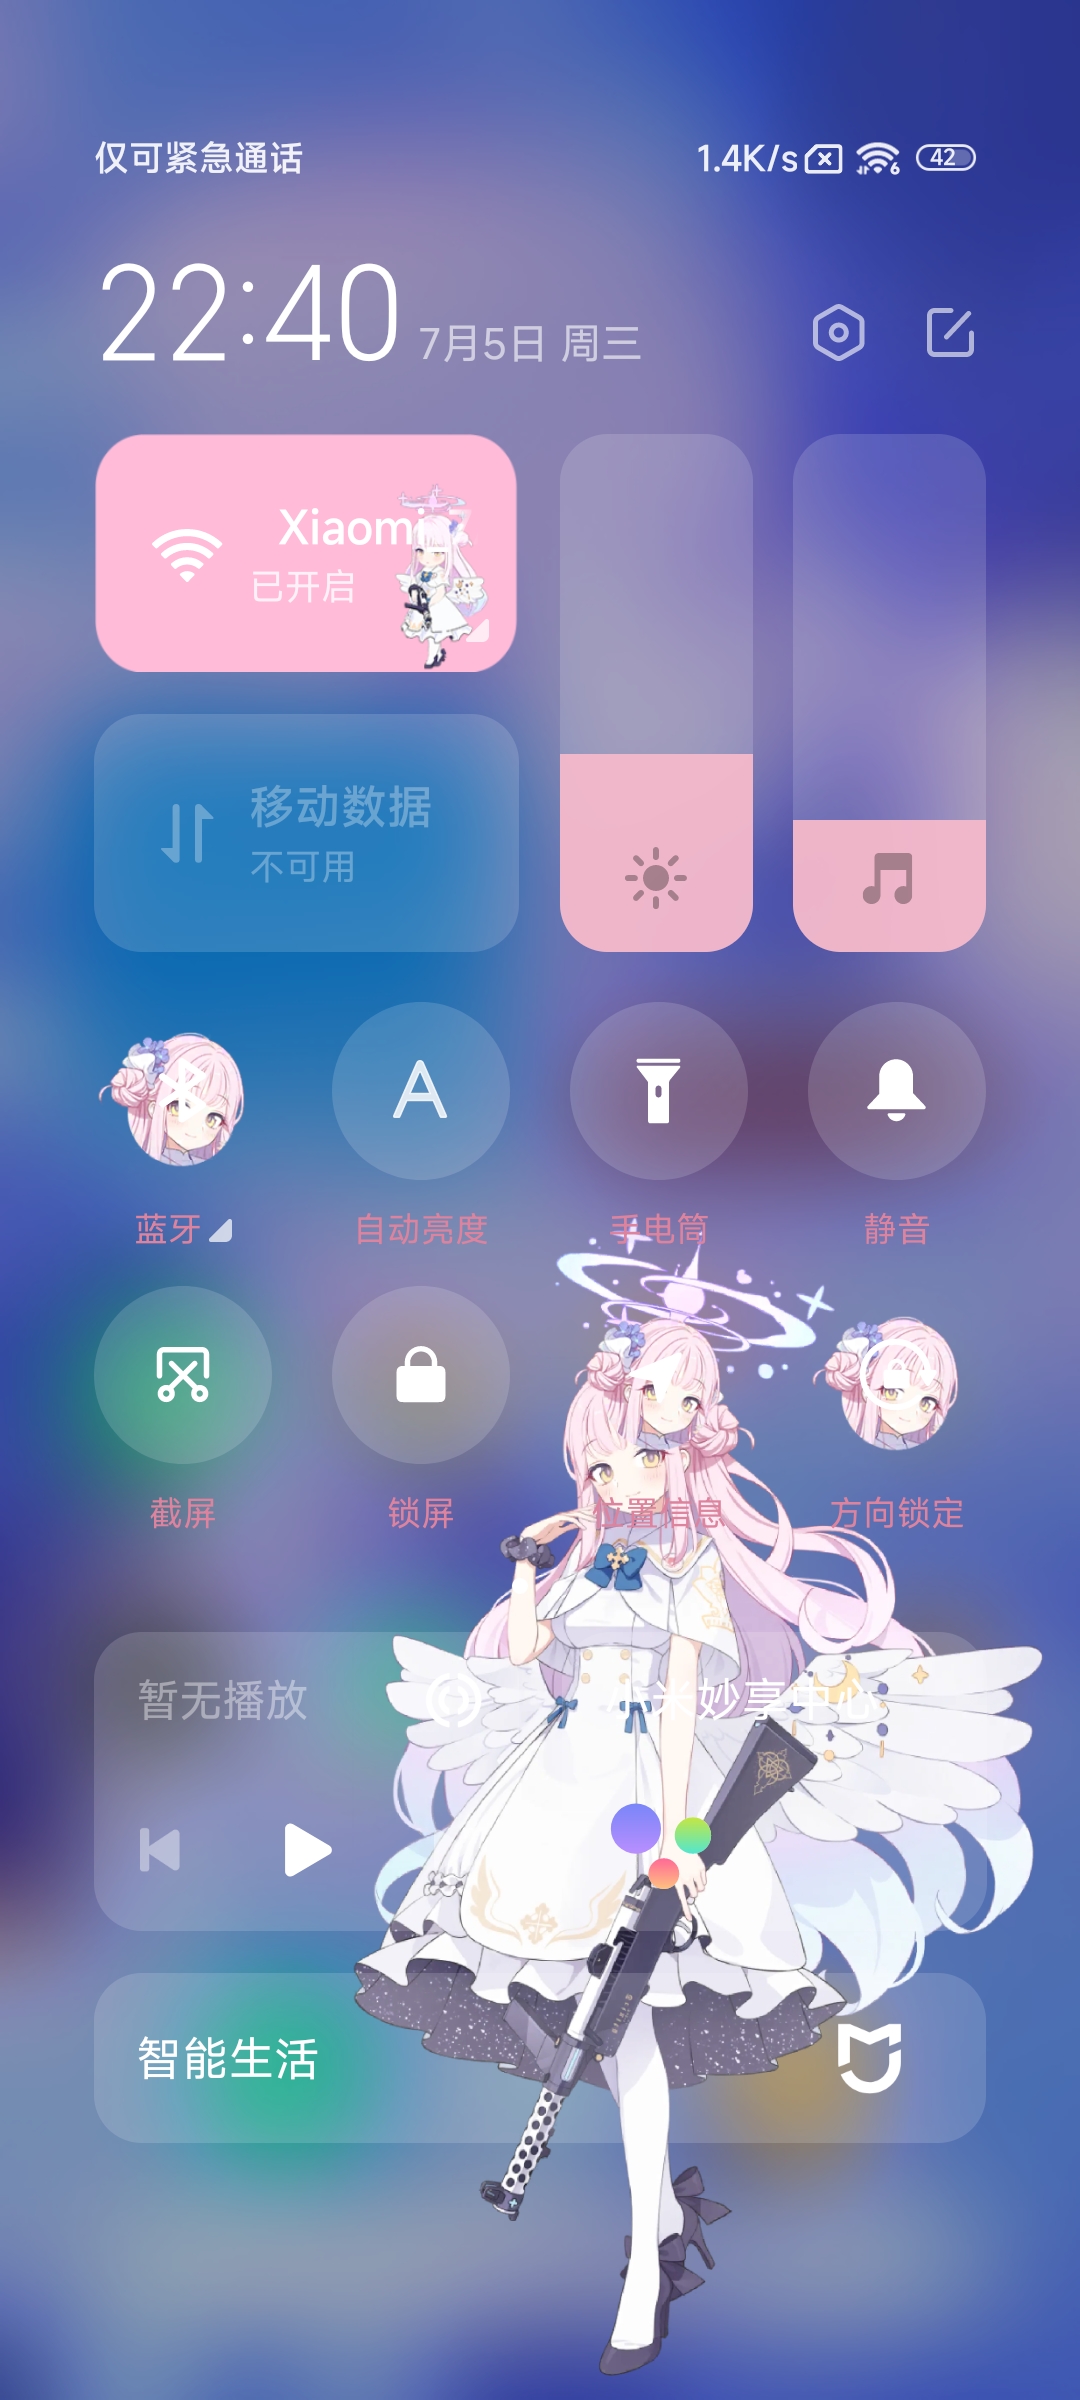 仅可紧急通话
1.4K/s
6
42
22:40
7月5日 周三
Xiaomi
已开启
移动数据
不可用
A
蓝牙
自动亮度
手电筒
静音
截屏
锁屏
位置信息
方向锁定
暂无播放
小米妙享中心
智能生活